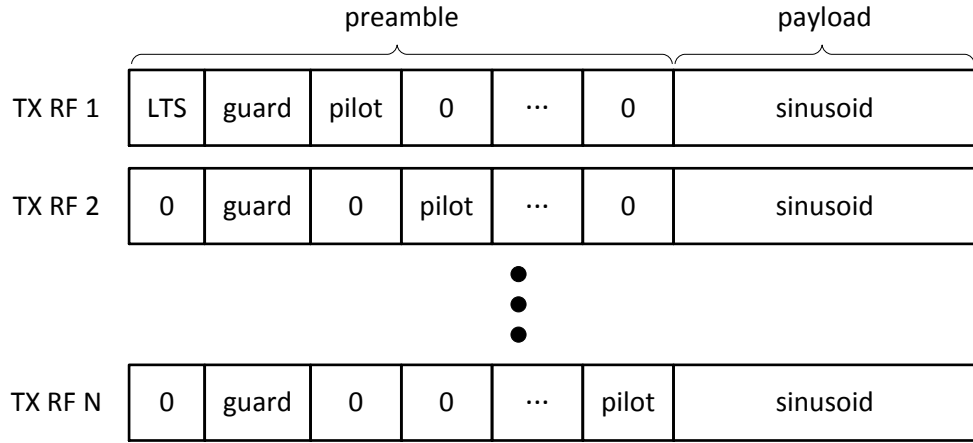 preamble payload
TX RF 1 LTS guard pilot 0 ... 0 sinusoid
TX RF 2 0 guard 0 pilot ... 0 sinusoid
TX RF N 0 guard 0 0 ... pilot sinusoid